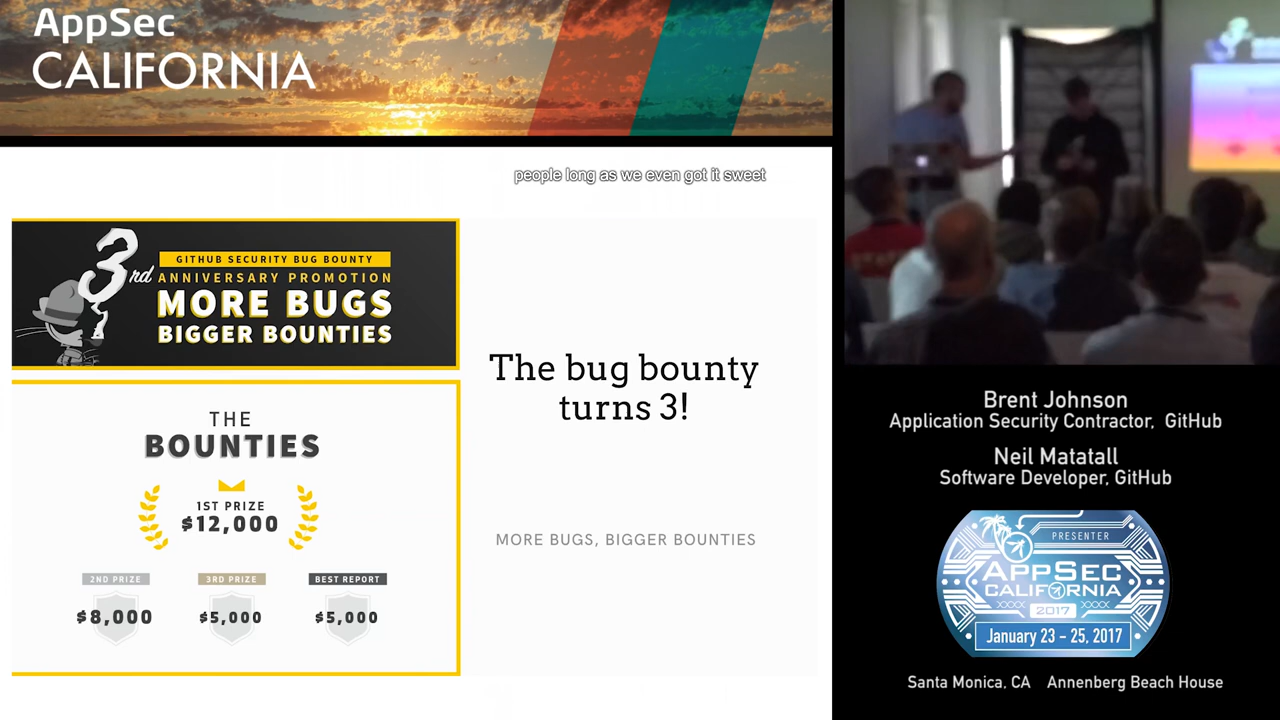 AppSec
CALIFORNIA
people long as we even got it sweet
3rd
GITHUB SECURITY BUG BOUNTY
ANNIVERSARY PROMOTION
MORE BUGS
BIGGER BOUNTIES
THE
BOUNTIES
1ST PRIZE
$12,000
2ND PRIZE
$8,000
3RD PRIZE
$5,000
BEST REPORT
$5,000
The bug bounty
turns 3!
MORE BUGS, BIGGER BOUNTIES
Brent Johnson
Application Security Contractor, GitHub
Neil Matatall
Software Developer, GitHub
PRESENTER
APPSEC
CALIFORNIA
XXXX 2017 XXXX
January 23 - 25, 2017
Santa Monica, CA Annenberg Beach House